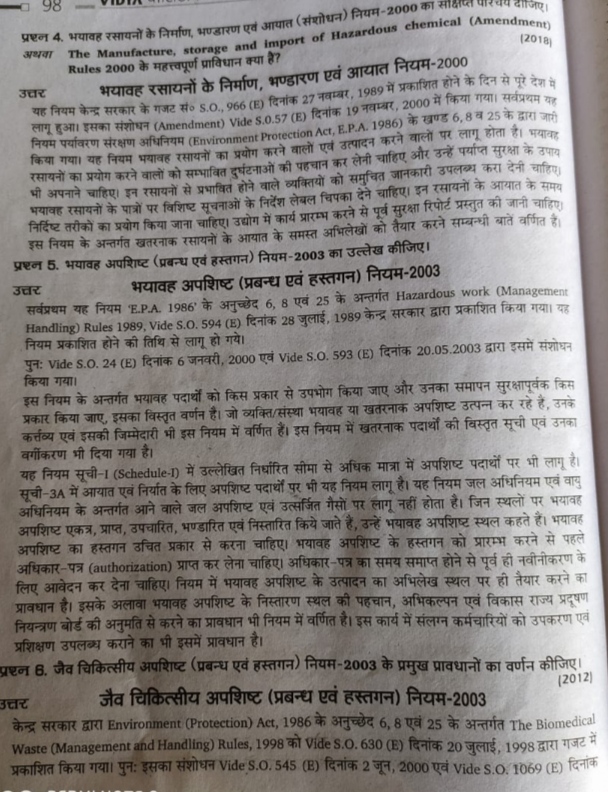 98
प्रश्न 4. भयावह रसायनों के निर्माण, भण्डारण एवं आयात (संशोधन) नियम-2000 का संक्षिप्त परिचय दीजिए।
अथवा The Manufacture, storage and import of Hazardous chemical (Amendment)
Rules 2000 के महत्त्वपूर्ण प्राविधान क्या है?
(2018)
उत्तर भयावह रसायनों के निर्माण, भण्डारण एवं आयात नियम-2000
यह नियम केन्द्र सरकार के गजट सं० S.O., 966 (E) दिनांक 27 नवम्बर, 1989 में प्रकाशित होने के दिन से पूरे देश में
लागू हुआ। इसका संशोधन (Amendment) Vide S.0.57 (E) दिनांक 19 नवम्बर, 2000 में किया गया। सर्वप्रथम यह
नियम पर्यावरण संरक्षण अधिनियम (Environment Protection Act, E.P.A. 1986) के खण्ड 6, 8 व 25 के द्वारा जारी
किया गया। यह नियम भयावह रसायनों का प्रयोग करने वालों एवं उत्पादन करने वालों पर लागू होता है। भयावह
रसायनों का प्रयोग करने वालों को सम्भावित दुर्घटनाओं की पहचान कर लेनी चाहिए और उन्हें पर्याप्त सुरक्षा के उपाय
भी अपनाने चाहिए। इन रसायनों से प्रभावित होने वाले व्यक्तियों को समुचित जानकारी उपलब्ध करा देनी चाहिए।
भयावह रसायनों के पात्रों पर विशिष्ट सूचनाओं के निर्देश लेबल चिपका देने चाहिए। इन रसायनों के आयात के समय
निर्दिष्ट तरीकों का प्रयोग किया जाना चाहिए। उद्योग में कार्य प्रारम्भ करने से पूर्व सुरक्षा रिपोर्ट प्रस्तुत की जानी चाहिए।
इस नियम के अन्तर्गत खतरनाक रसायनों के आयात के समस्त अभिलेखों को तैयार करने सम्बन्धी बातें वर्णित हैं।
प्रश्न 5. भयावह अपशिष्ट (प्रबन्ध एवं हस्तगन) नियम-2003 का उल्लेख कीजिए।
उत्तर भयावह अपशिष्ट (प्रबन्ध एवं हस्तगन) नियम-2003
सर्वप्रथम यह नियम 'E.P.A. 1986' के अनुच्छेद 6, 8 एवं 25 के अन्तर्गत Hazardous work (Management
Handling) Rules 1989, Vide S.O. 594 (E) दिनांक 28 जुलाई, 1989 केन्द्र सरकार द्वारा प्रकाशित किया गया। यह
नियम प्रकाशित होने की तिथि से लागू हो गये।
पुन: Vide S.O. 24 (E) दिनांक 6 जनवरी, 2000 एवं Vide S.O. 593 (E) दिनांक 20.05.2003 द्वारा इसमें संशोधन
किया गया।
इस नियम के अन्तर्गत भयावह पदार्थों को किस प्रकार से उपभोग किया जाए और उनका समापन सुरक्षापूर्वक किस
प्रकार किया जाए, इसका विस्तृत वर्णन है। जो व्यक्ति/संस्था भयावह या खतरनाक अपशिष्ट उत्पन्न कर रहे हैं, उनके
कर्त्तव्य एवं इसकी जिम्मेदारी भी इस नियम में वर्णित हैं। इस नियम में खतरनाक पदार्थों की विस्तृत सूची एवं उनका
वर्गीकरण भी दिया गया है।
यह नियम सूची-I (Schedule-I) में उल्लेखित निर्धारित सीमा से अधिक मात्रा में अपशिष्ट पदार्थों पर भी लागू है।
सूची-3A में आयात एवं निर्यात के लिए अपशिष्ट पदार्थों पर भी यह नियम लागू है। यह नियम जल अधिनियम एवं वायु
अधिनियम के अन्तर्गत आने वाले जल अपशिष्ट एवं उत्सर्जित गैसों पर लागू नहीं होता है। जिन स्थलों पर भयावह
अपशिष्ट एकत्र, प्राप्त, उपचारित, भण्डारित एवं निस्तारित किये जाते हैं, उन्हें भयावह अपशिष्ट स्थल कहते हैं। भयावह
अपशिष्ट का हस्तगन उचित प्रकार से करना चाहिए। भयावह अपशिष्ट के हस्तगन को प्रारम्भ करने से पहले
अधिकार-पत्र (authorization) प्राप्त कर लेना चाहिए। अधिकार-पत्र का समय समाप्त होने से पूर्व ही नवीनीकरण के
लिए आवेदन कर देना चाहिए। नियम में भयावह अपशिष्ट के उत्पादन का अभिलेख स्थल पर ही तैयार करने का
प्रावधान है। इसके अलावा भयावह अपशिष्ट के निस्तारण स्थल की पहचान, अभिकल्पन एवं विकास राज्य प्रदूषण
नियन्त्रण बोर्ड की अनुमति से करने का प्रावधान भी नियम में वर्णित है। इस कार्य में संलग्न कर्मचारियों को उपकरण एवं
प्रशिक्षण उपलब्ध कराने का भी इसमें प्रावधान है।
प्रश्न 6. जैव चिकित्सीय अपशिष्ट (प्रबन्ध एवं हस्तगन) नियम-2003 के प्रमुख प्रावधानों का वर्णन कीजिए।
(2012)
उत्तर जैव चिकित्सीय अपशिष्ट (प्रबन्ध एवं हस्तगन) नियम-2003
केन्द्र सरकार द्वारा Environment (Protection) Act, 1986 के अनुच्छेद 6, 8 एवं 25 के अन्तर्गत The Biomedical
Waste (Management and Handling) Rules, 1998 को Vide S.O. 630 (E) दिनांक 20 जुलाई, 1998 द्वारा गजट में
प्रकाशित किया गया। पुन: इसका संशोधन Vide S.O. 545 (E) दिनांक 2 जून, 2000 एवं Vide S.O. 1069 (E) दिनांक